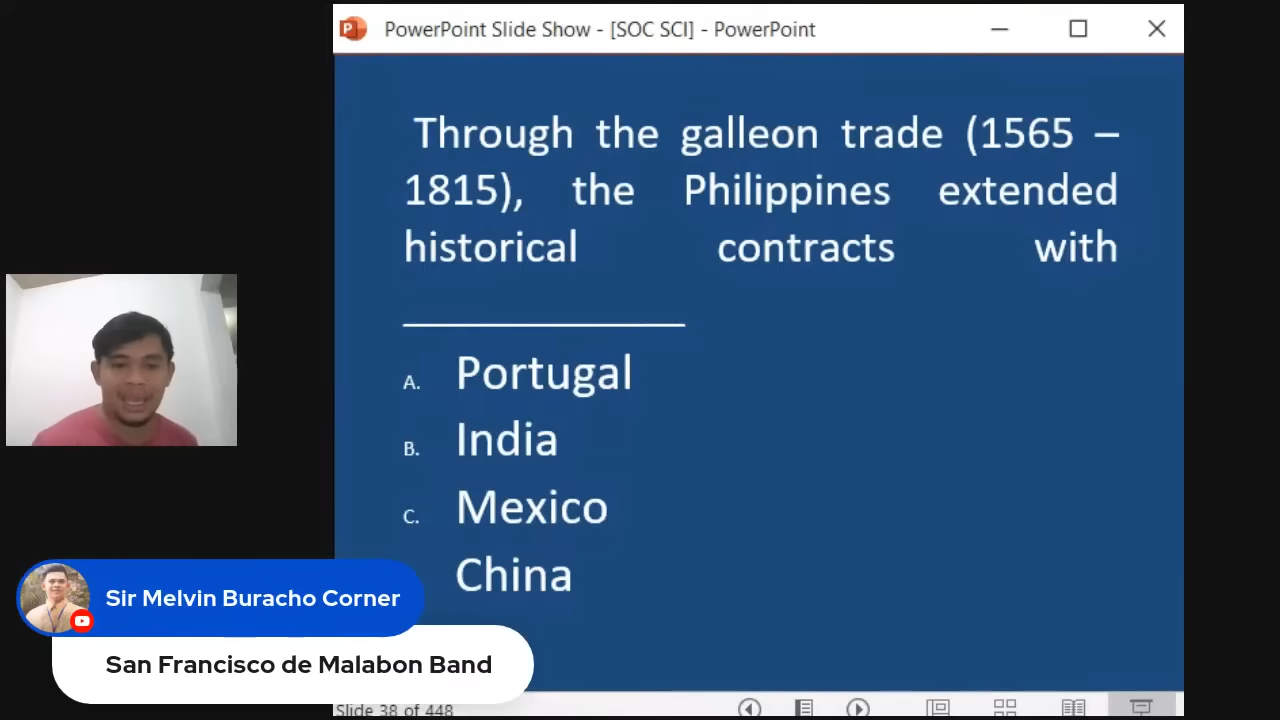 PowerPoint Slide Show - [SOC SCI] - PowerPoint
Through the galleon trade (1565 –
1815), the Philippines extended
historical contracts with
A. Portugal
B. India
C. Mexico
China
Sir Melvin Buracho Corner
San Francisco de Malabon Band
Slide 38 of 448